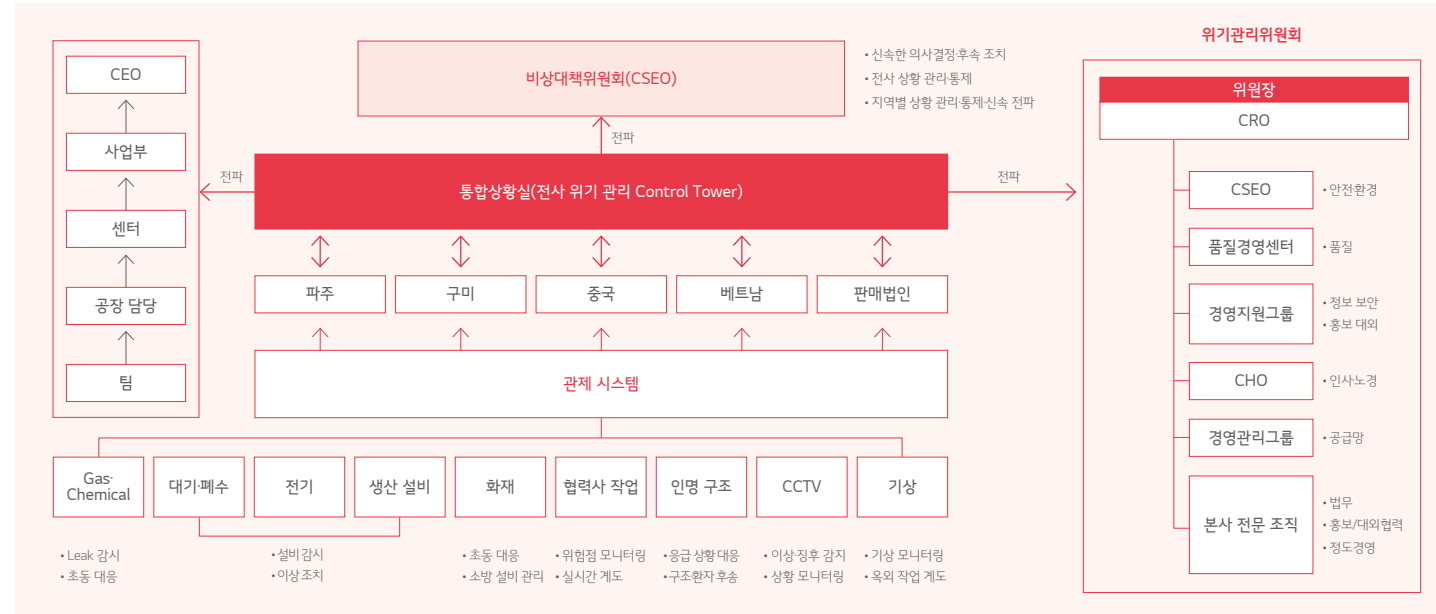 CEO
사업부
센터
공장 담당
팀
비상대책위원회(CSEO)
• 신속한 의사결정·후속 조치
• 전사 상황 관리·통제
• 지역별 상황 관리·통제·신속 전파
전파
전파
통합상황실(전사 위기 관리 Control Tower)
전파
파주
구미
중국
베트남
판매법인
관제 시스템
Gas·
Chemical
대기·폐수
전기
생산 설비
화재
협력사 작업
인명 구조
CCTV
기상
• Leak 감시
• 초동 대응
• 설비 감시
• 이상 조치
• 초동 대응
• 소방 설비 관리
• 위험점 모니터링
• 실시간 계도
• 응급 상황 대응
• 구조환자 후송
• 이상·징후 감지
• 상황 모니터링
• 기상 모니터링
• 옥외 작업 계도
위기관리위원회
위원장
CRO
CSEO
• 안전·환경
품질경영센터
• 품질
경영지원그룹
• 정보 보안
• 홍보 대외
CHO
• 인사·노경
경영관리그룹
• 공급망
본사 전문 조직
• 법무
• 홍보/대외협력
• 정도경영